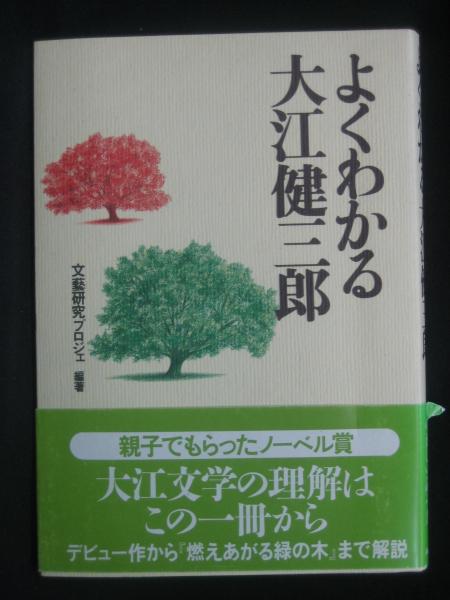 よくわかる
大江健三郎
文藝研究プロジェ 編著
親子でもらったノーベル賞
大江文学の理解は
この一冊から
デビュー作から『燃えあがる緑の木』まで解説